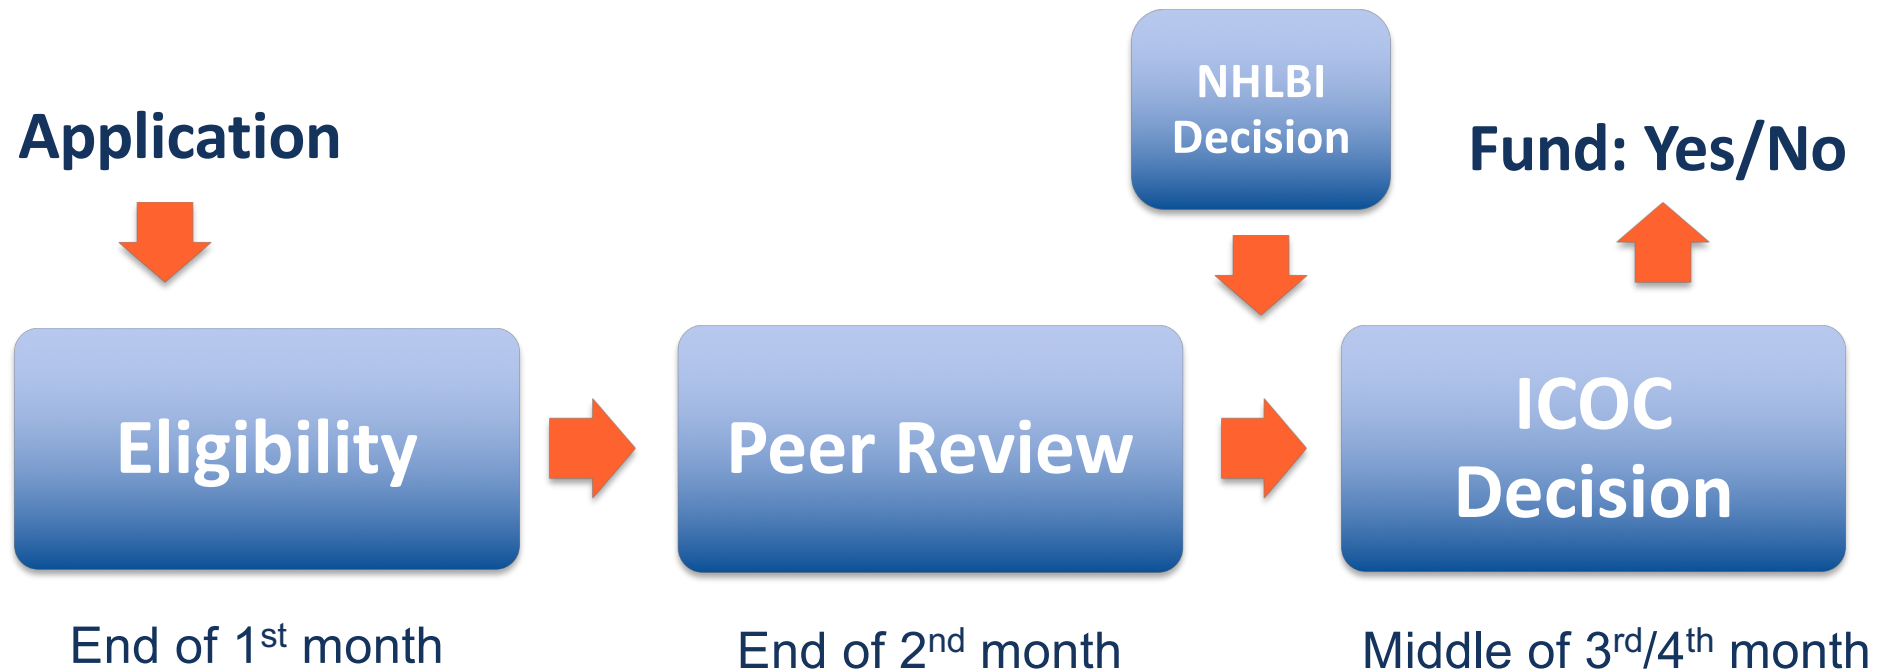 Application
NHLBI
Decision
Fund: Yes/No
Eligibility
Peer Review
ICOC
Decision
End of 1st month
End of 2nd month
Middle of 3rd/4th month